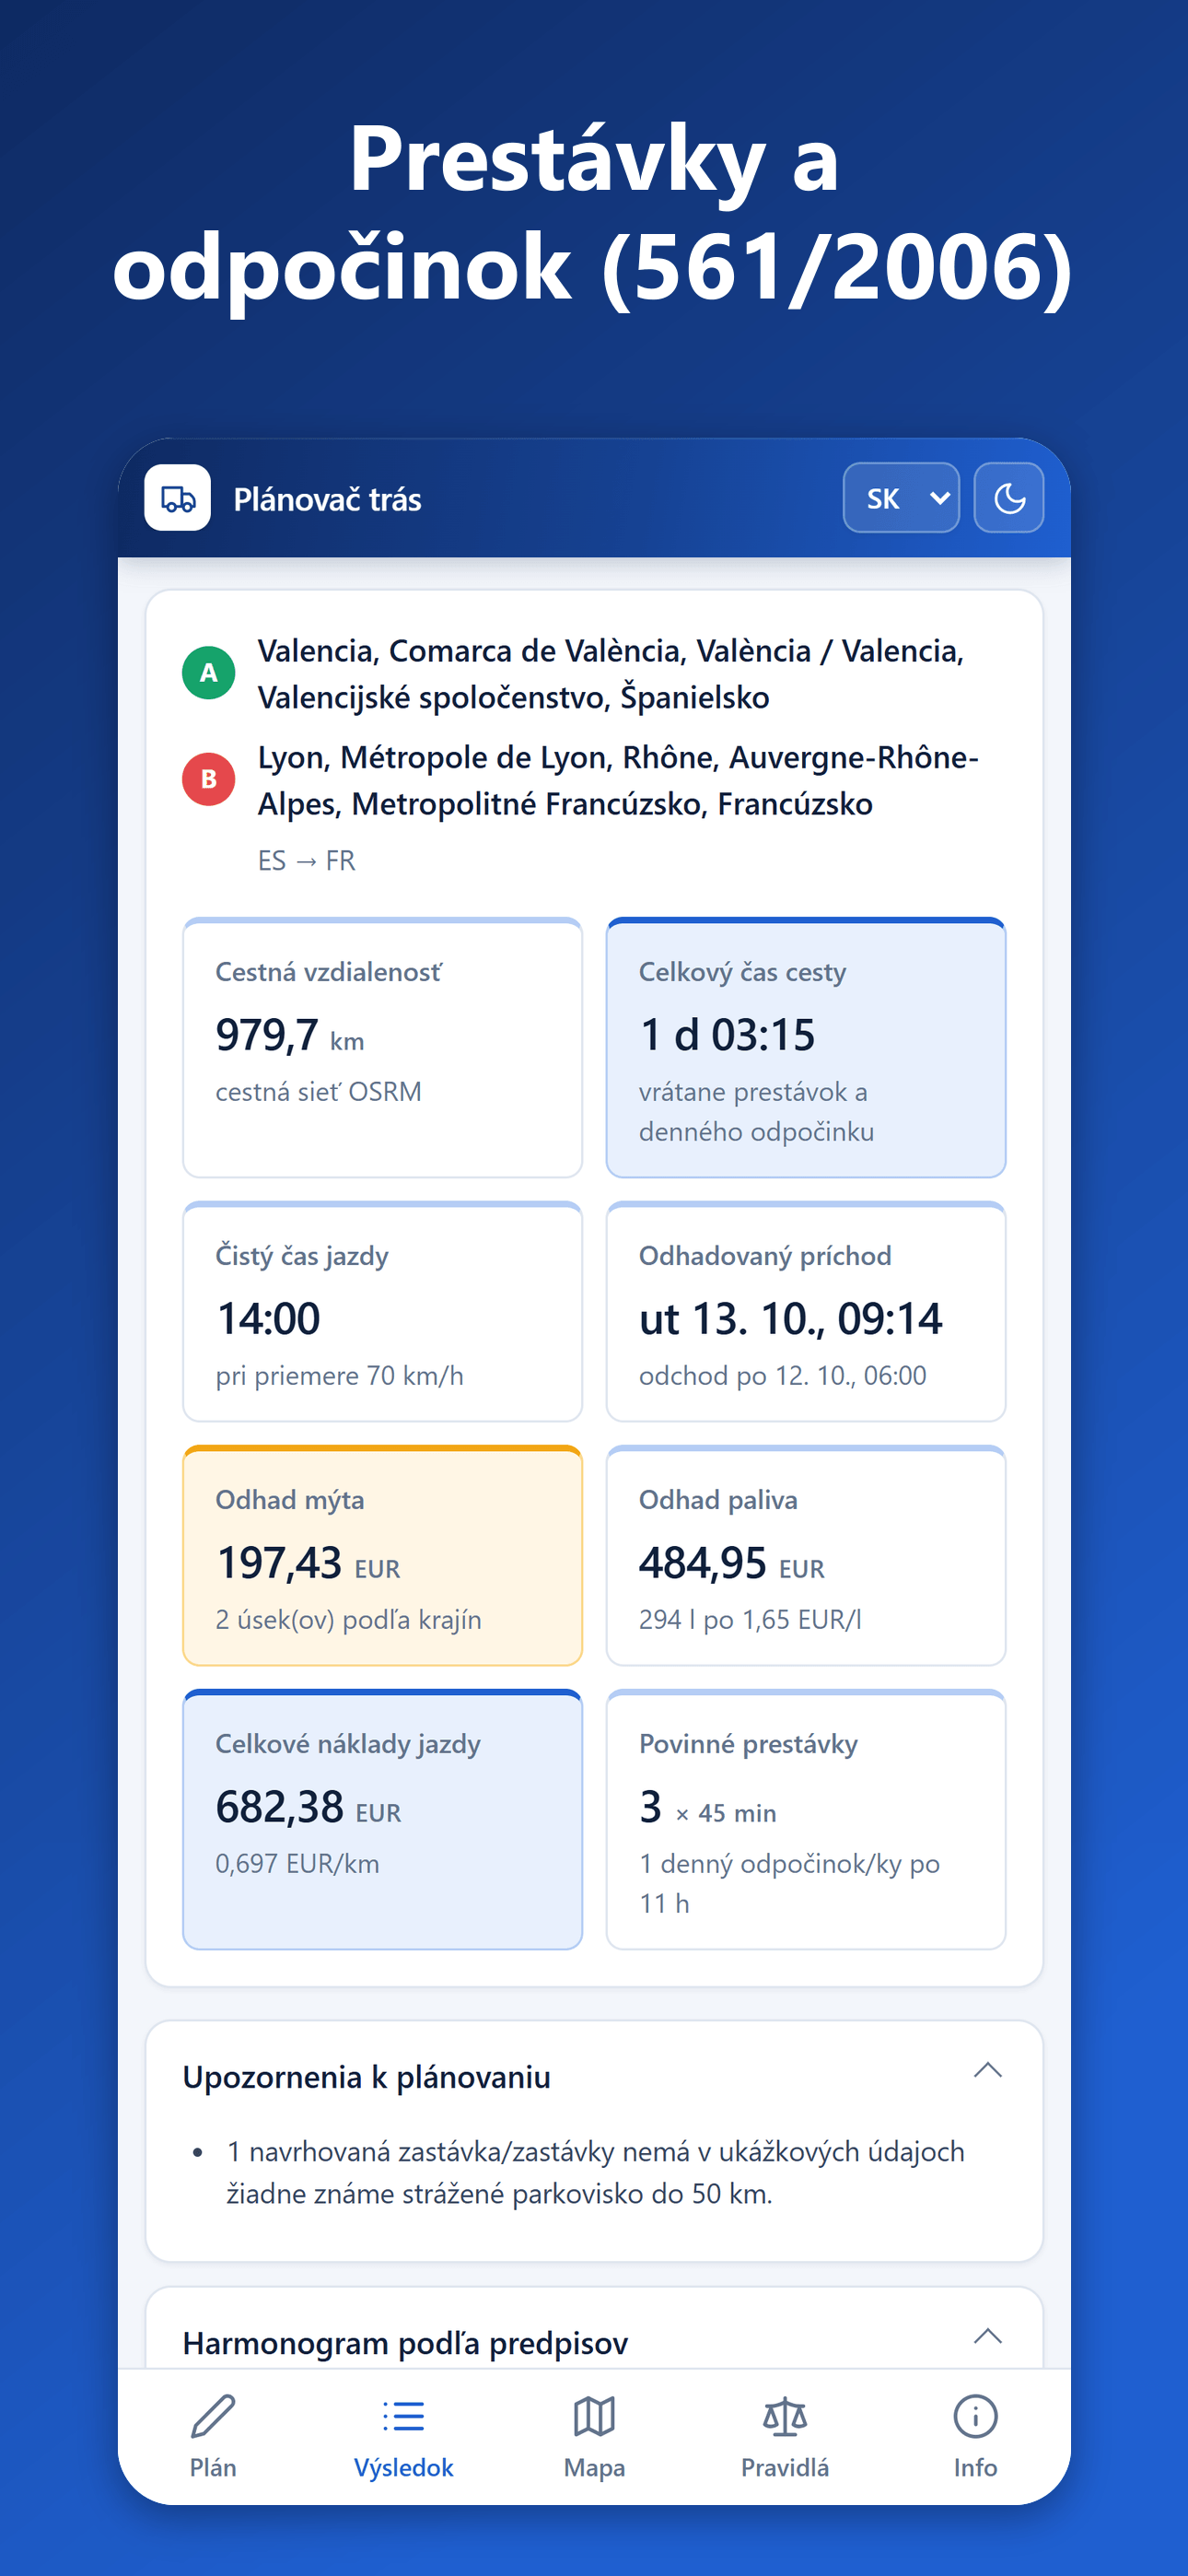 Prestávky a
odpočinok (561/2006)
Plánovač trás
SK
A
Valencia, Comarca de València, València / Valencia,
Valencijské spoločenstvo, Španielsko
B
Lyon, Métropole de Lyon, Rhône, Auvergne-Rhône-
Alpes, Metropolitné Francúzsko, Francúzsko
ES → FR
Cestná vzdialenosť
979,7 km
cestná sieť OSRM
Celkový čas cesty
1 d 03:15
vrátane prestávok a
denného odpočinku
Čistý čas jazdy
14:00
pri priemere 70 km/h
Odhadovaný príchod
ut 13. 10., 09:14
odchod po 12. 10., 06:00
Odhad mýta
197,43 EUR
2 úsek(ov) podľa krajín
Odhad paliva
484,95 EUR
294 l po 1,65 EUR/l
Celkové náklady jazdy
682,38 EUR
0,697 EUR/km
Povinné prestávky
3 × 45 min
1 denný odpočinok/ky po
11 h
Upozornenia k plánovaniu
• 1 navrhovaná zastávka/zastávky nemá v ukážkových údajoch
žiadne známe strážené parkovisko do 50 km.
Harmonogram podľa predpisov
Plán
Výsledok
Mapa
Pravidlá
Info